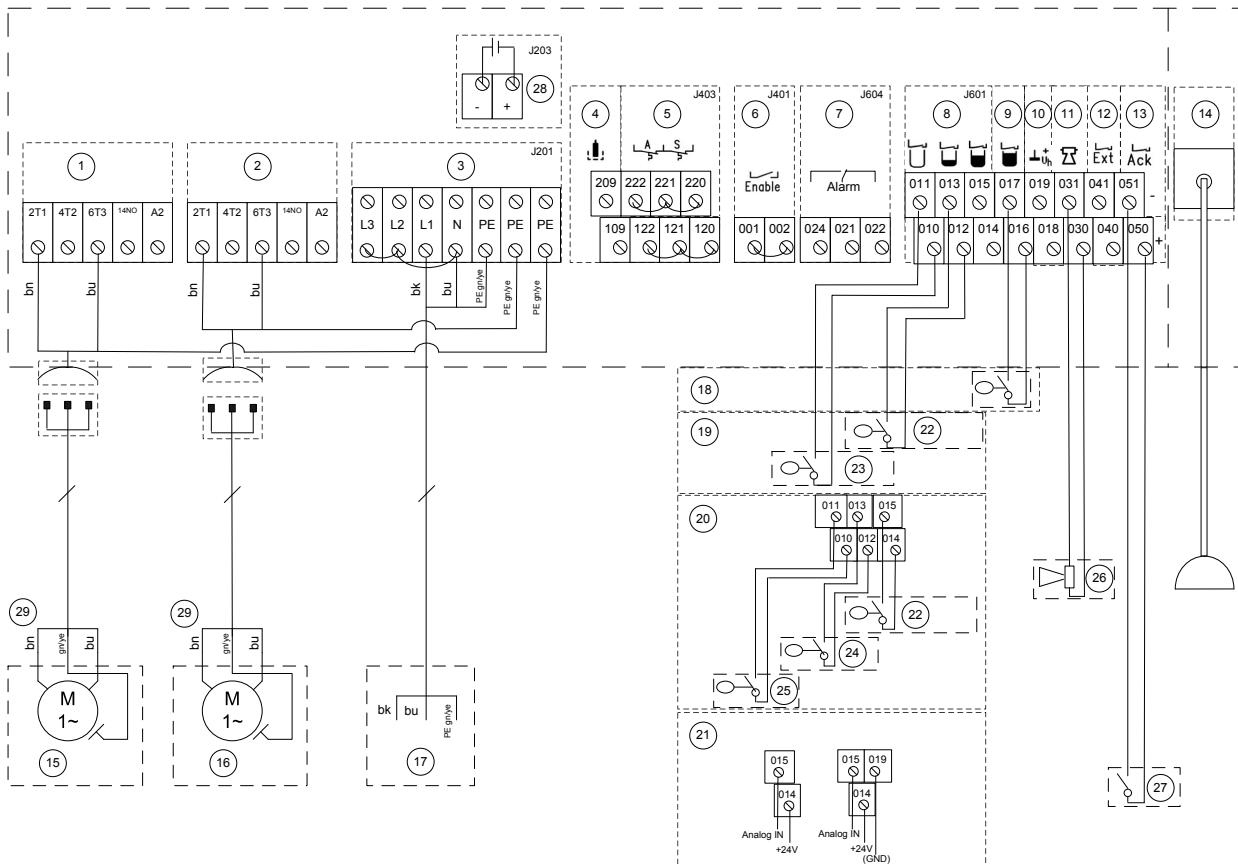 J203
- + 28
J403 J401 J604 J601
1 2 3 4 5 6 7 8 9 10 11 12 13 14
A S
+
Uh
Ext Ack
Enable Alarm
J201
2T1 4T2 6T3 14NO A2
2T1 4T2 6T3 14NO A2
L3 L2 L1 N PE PE PE
209 222 221 220
109 122 121 120
001 002
024 021 022
011 013 015 017 019 031 041 051 -
010 012 014 016 018 030 040 050 +
bn bu
bn bu
bk bu PE gn/ye PE gn/ye PE gn/ye
18
19
22
23
20
011 013 015
010 012 014
22
24
25
26
27
29 bn gn/ye bu
29 bn gn/ye bu
M
1~
M
1~
bk bu PE gn/ye
15 16 17
21
015
014
Analog IN
+24V
015 019
014
Analog IN
+24V
(GND)